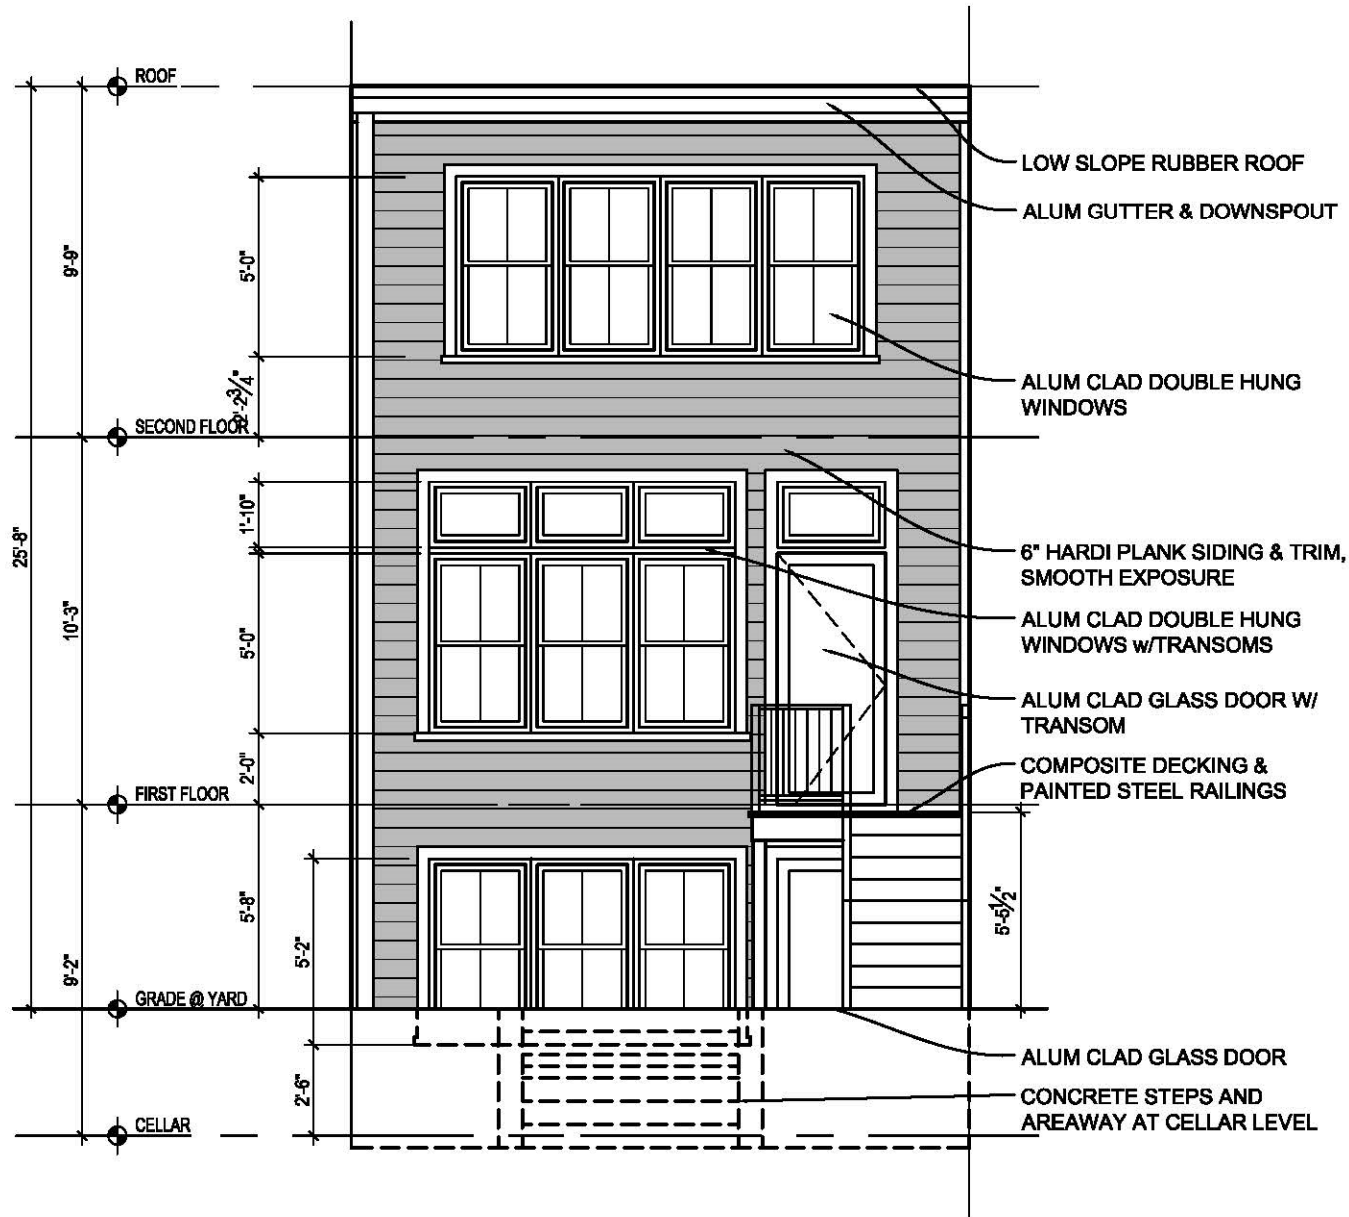 ROOF
LOW SLOPE RUBBER ROOF
ALUM GUTTER & DOWNSPOUT
9'-9"
5'-0"
ALUM CLAD DOUBLE HUNG
WINDOWS
2'-2¾"
SECOND FLOOR
1'-10"
25'-8"
6" HARDI PLANK SIDING & TRIM,
SMOOTH EXPOSURE
10'-3"
5'-0"
ALUM CLAD DOUBLE HUNG
WINDOWS w/TRANSOMS
ALUM CLAD GLASS DOOR W/
TRANSOM
2'-0"
COMPOSITE DECKING &
PAINTED STEEL RAILINGS
FIRST FLOOR
5'-8"
5'-5½"
5'-2"
9'-2"
GRADE @ YARD
ALUM CLAD GLASS DOOR
2'-6"
CONCRETE STEPS AND
AREAWAY AT CELLAR LEVEL
CELLAR